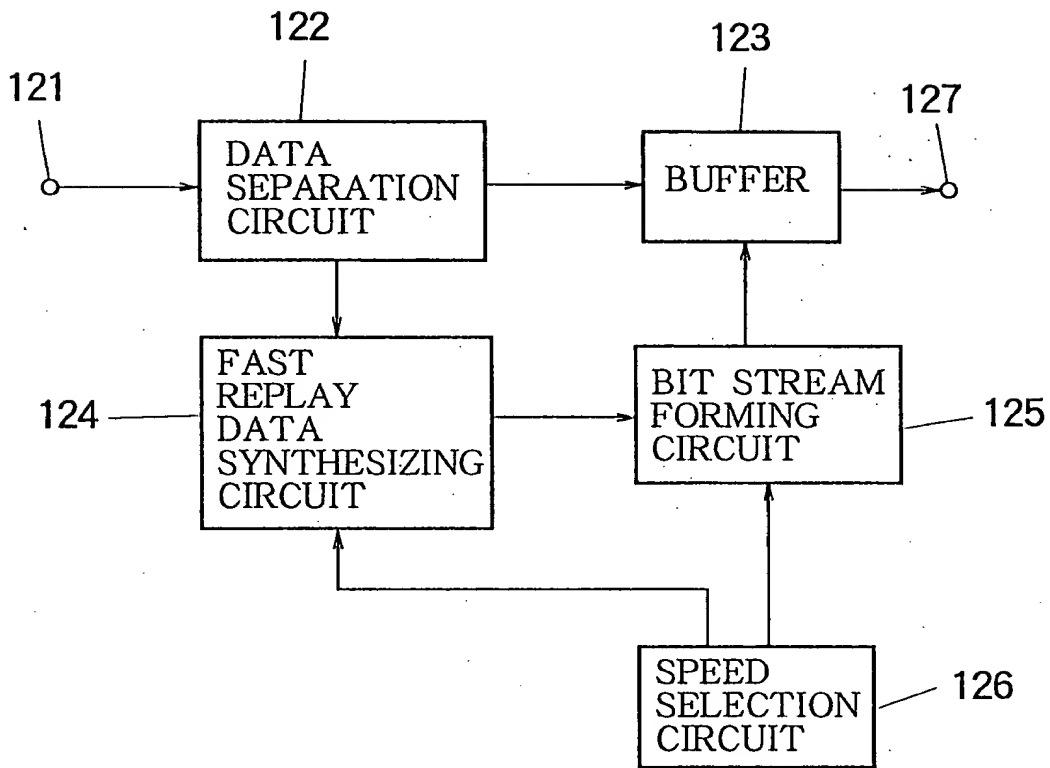 122
123
121
127
DATA
SEPARATION
CIRCUIT
BUFFER
FAST
REPLAY
DATA
SYNTHESIZING
CIRCUIT
124
BIT STREAM
FORMING
CIRCUIT
125
SPEED
SELECTION
CIRCUIT
126